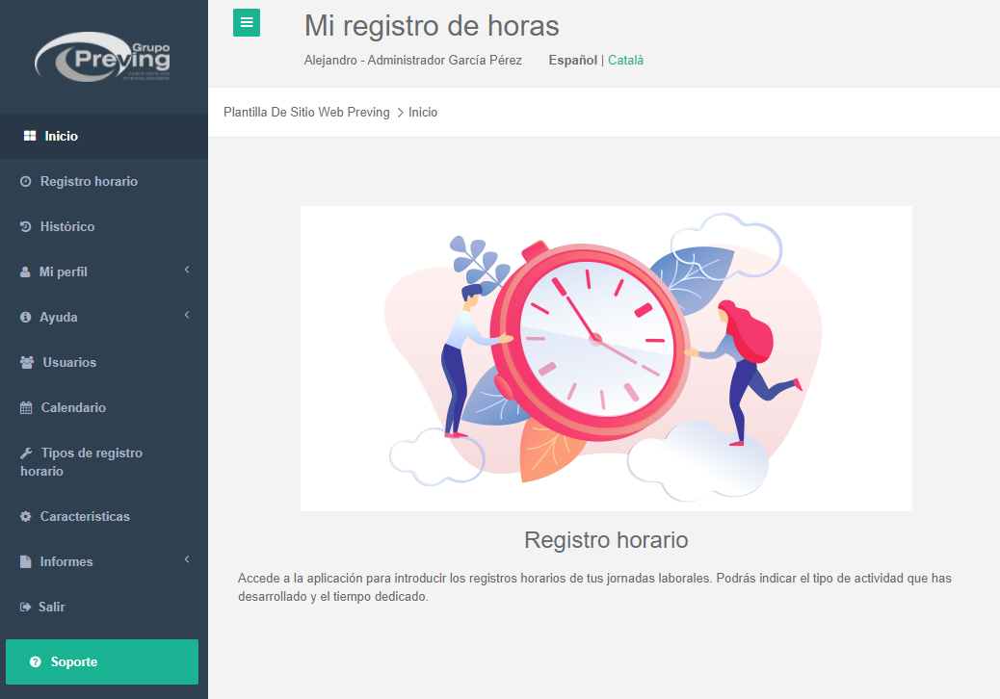 Grupo
Preving
Mi registro de horas
Alejandro - Administrador García Pérez Español | Català
Plantilla De Sitio Web Preving > Inicio
Inicio
Registro horario
Histórico
Mi perfil
Ayuda
Usuarios
Calendario
Tipos de registro
horario
Características
Informes
Salir
Soporte
Registro horario
Accede a la aplicación para introducir los registros horarios de tus jornadas laborales. Podrás indicar el tipo de actividad que has
desarrollado y el tiempo dedicado.